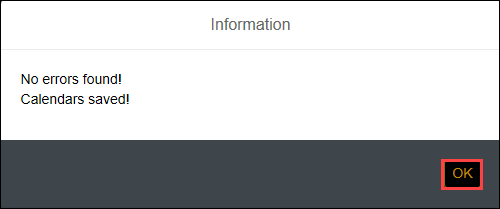 Information
No errors found!
Calendars saved!
OK